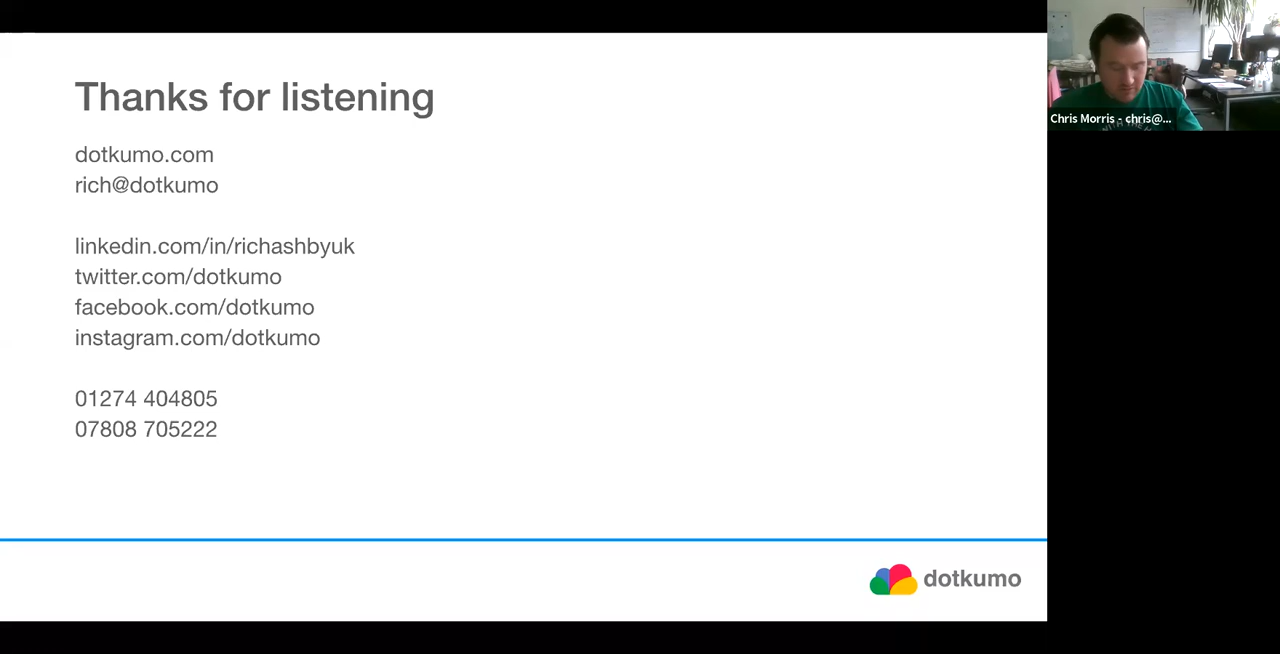 Thanks for listening
dotkumo.com
rich@dotkumo
linkedin.com/in/richashbyuk
twitter.com/dotkumo
facebook.com/dotkumo
instagram.com/dotkumo
01274 404805
07808 705222
dotkumo
Chris Morris - chris@...